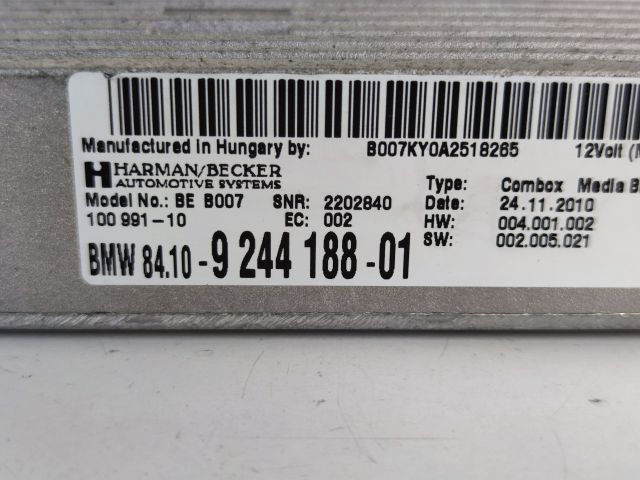 Manufactured in Hungary by: B007KY0A2518265 12Volt
HARMAN/BECKER
AUTOMOTIVE SYSTEMS
Type: Combox Media
Model No.: BE B007 SNR: 2202840 Date: 24.11.2010
100 991-10 EC: 002 HW: 004.001.002
SW: 002.005.021
BMW 84.10-9 244 188-01